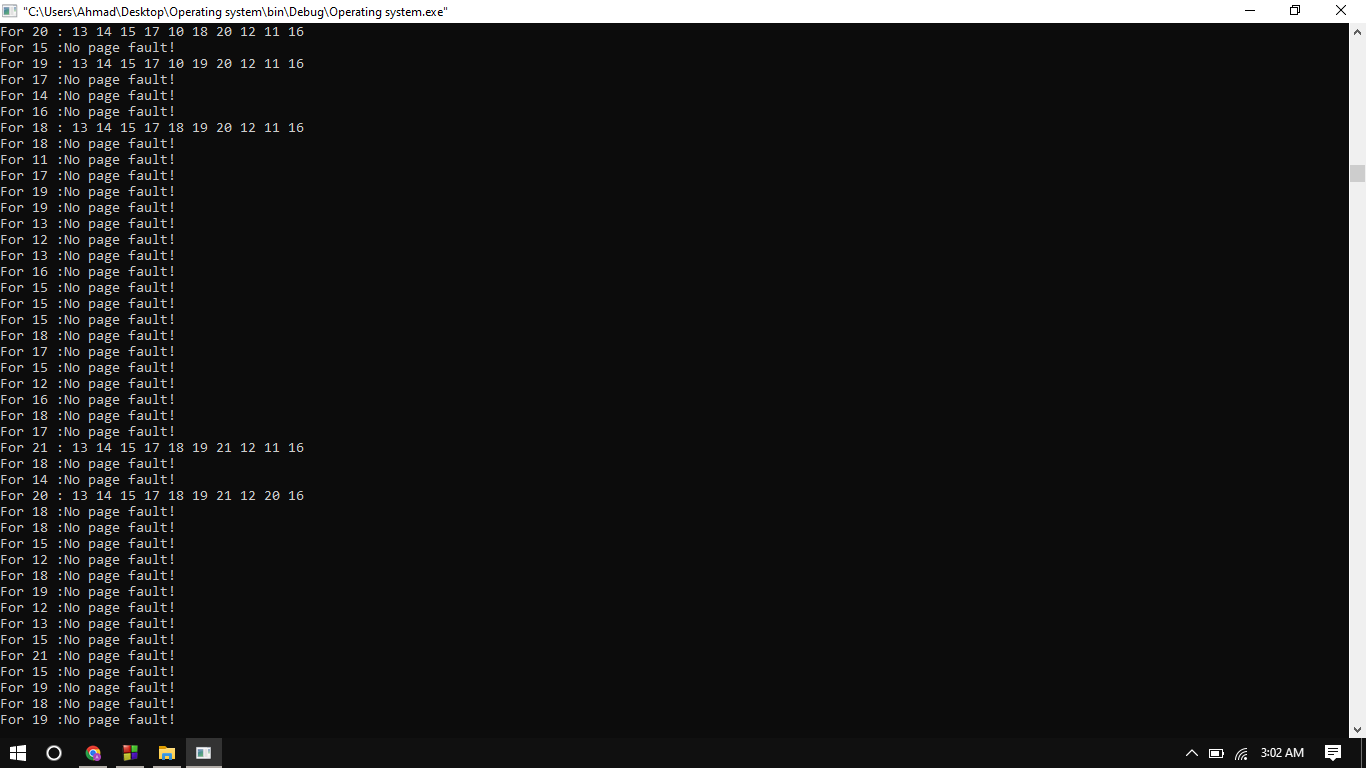 "C:\Users\Ahmad\Desktop\Operating system\bin\Debug\Operating system.exe"
For 20 : 13 14 15 17 10 18 20 12 11 16
For 15 :No page fault!
For 19 : 13 14 15 17 10 19 20 12 11 16
For 17 :No page fault!
For 14 :No page fault!
For 16 :No page fault!
For 18 : 13 14 15 17 18 19 20 12 11 16
For 18 :No page fault!
For 11 :No page fault!
For 17 :No page fault!
For 19 :No page fault!
For 19 :No page fault!
For 13 :No page fault!
For 12 :No page fault!
For 13 :No page fault!
For 16 :No page fault!
For 15 :No page fault!
For 15 :No page fault!
For 15 :No page fault!
For 18 :No page fault!
For 17 :No page fault!
For 15 :No page fault!
For 12 :No page fault!
For 16 :No page fault!
For 18 :No page fault!
For 17 :No page fault!
For 21 : 13 14 15 17 18 19 21 12 11 16
For 18 :No page fault!
For 14 :No page fault!
For 20 : 13 14 15 17 18 19 21 12 20 16
For 18 :No page fault!
For 18 :No page fault!
For 15 :No page fault!
For 12 :No page fault!
For 18 :No page fault!
For 19 :No page fault!
For 12 :No page fault!
For 13 :No page fault!
For 15 :No page fault!
For 21 :No page fault!
For 15 :No page fault!
For 19 :No page fault!
For 18 :No page fault!
For 19 :No page fault!
3:02 AM